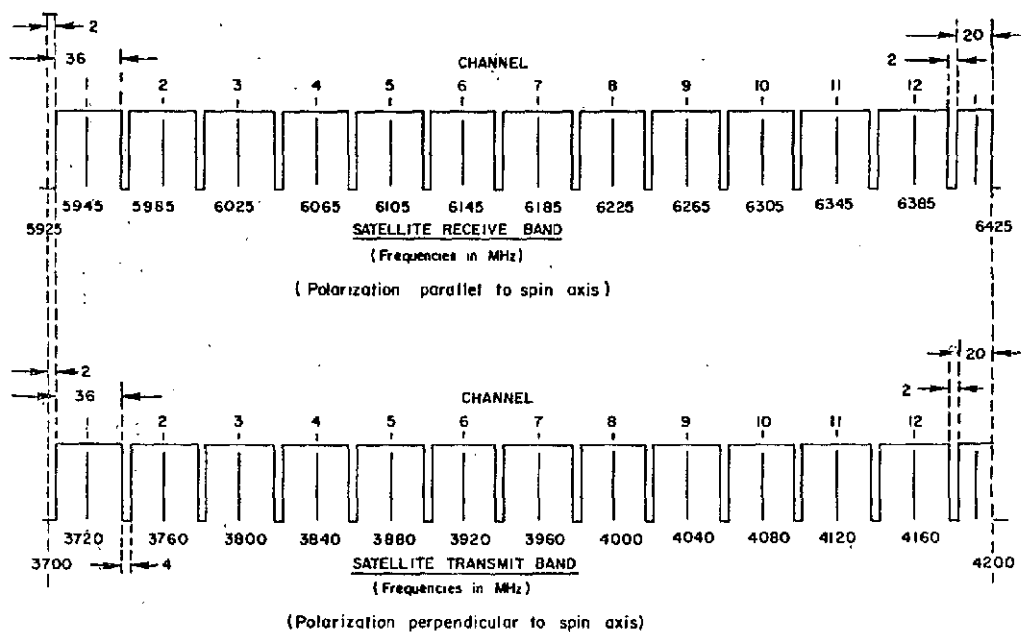 2
20
36
2
CHANNEL
1 2 3 4 5 6 7 8 9 10 11 12
5945 5985 6025 6065 6105 6145 6185 6225 6265 6305 6345 6385
5925 6425
SATELLITE RECEIVE BAND
(Frequencies in MHz)
(Polarization parallel to spin axis)
20
2
36
2
CHANNEL
1 2 3 4 5 6 7 8 9 10 11 12
3720 3760 3800 3840 3880 3920 3960 4000 4040 4080 4120 4160
3700 4 4200
SATELLITE TRANSMIT BAND
(Frequencies in MHz)
(Polarization perpendicular to spin axis)